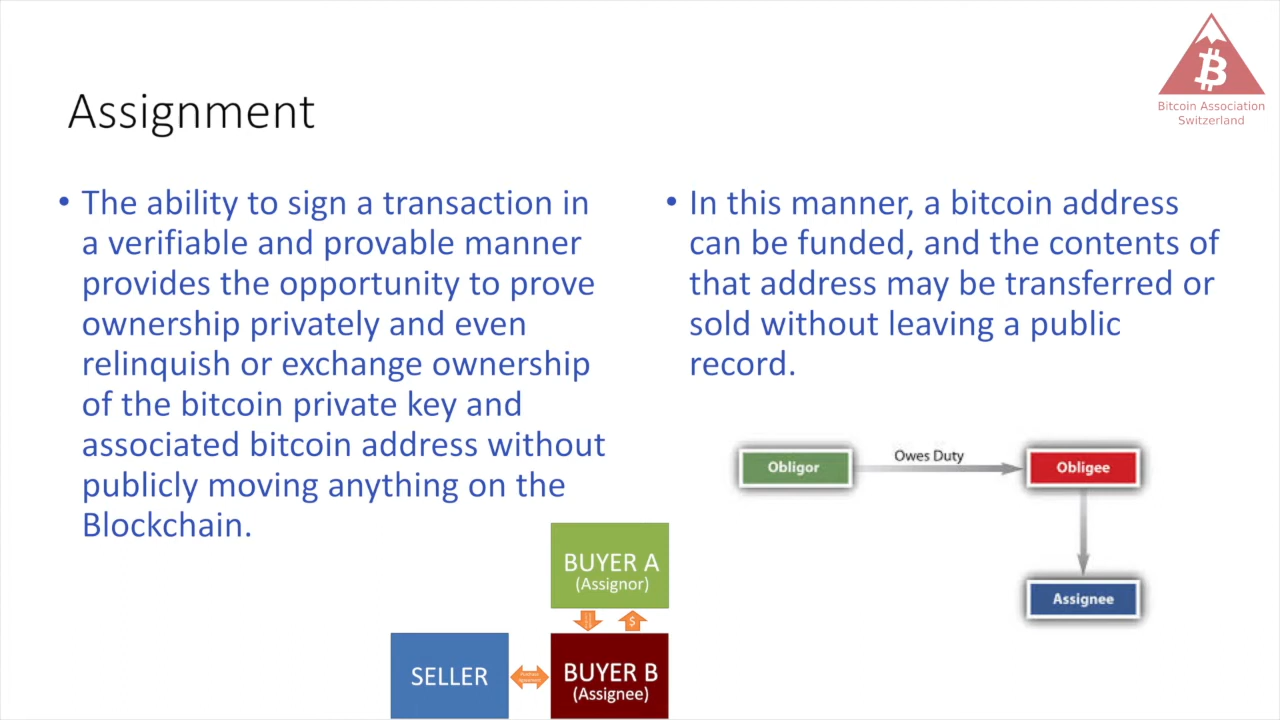 Bitcoin Association
Switzerland
Assignment
• The ability to sign a transaction in
a verifiable and provable manner
provides the opportunity to prove
ownership privately and even
relinquish or exchange ownership
of the bitcoin private key and
associated bitcoin address without
publicly moving anything on the
Blockchain.
• In this manner, a bitcoin address
can be funded, and the contents of
that address may be transferred or
sold without leaving a public
record.
Obligor
Owes Duty
Obligee
Assignee
BUYER A
(Assignor)
$
SELLER
BUYER B
(Assignee)